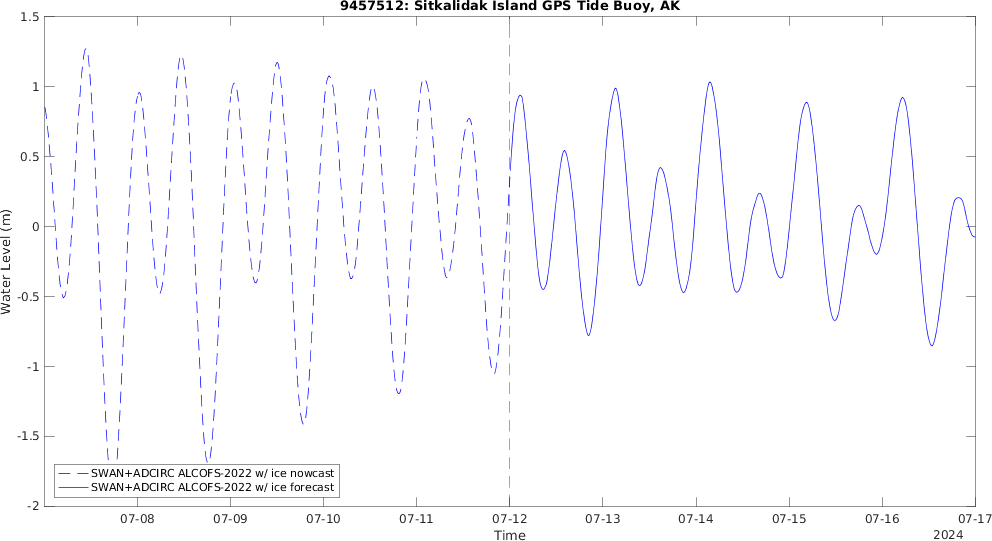 9457512: Sitkalidak Island GPS Tide Buoy, AK
1.5
1
0.5
0
-0.5
-1
-1.5
-2
Water Level (m)
SWAN+ADCIRC ALCOFS-2022 w/ ice nowcast
SWAN+ADCIRC ALCOFS-2022 w/ ice forecast
07-08 07-09 07-10 07-11 07-12 07-13 07-14 07-15 07-16 07-17
Time
2024